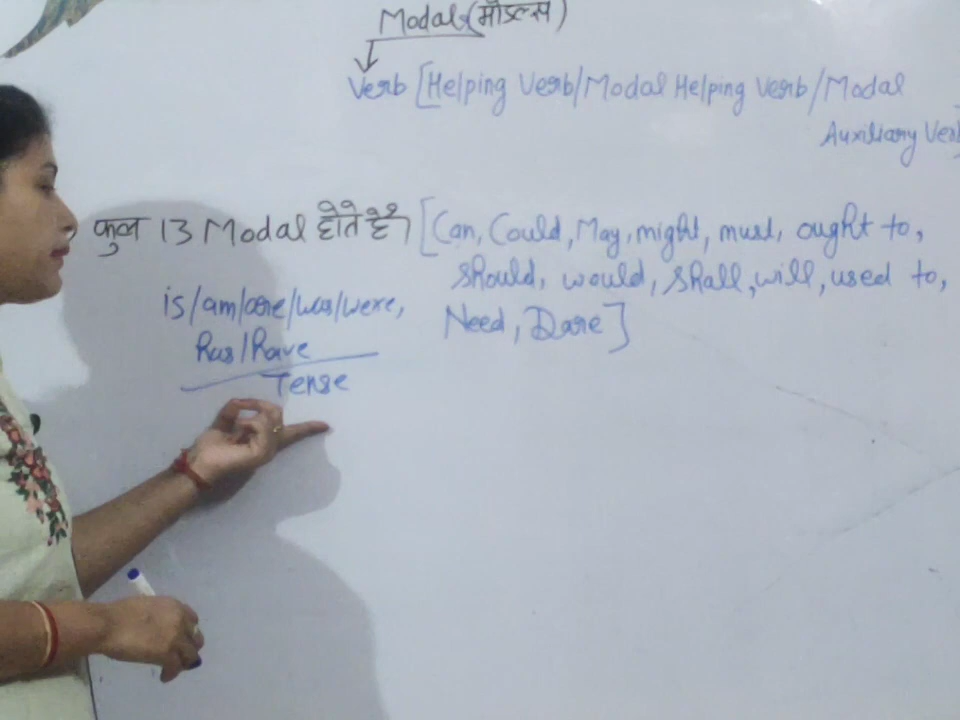 Modals(मॉडल्स)
Verb [Helping Verb/Modal Helping Verb/Modal
Auxiliary Verb]
कुल 13 Modal होते है। [Can, Could, May, might, must, ought to,
should, would, shall, will, used to,
Need, Dare]
is/am/are/was/were,
has/have
Tense